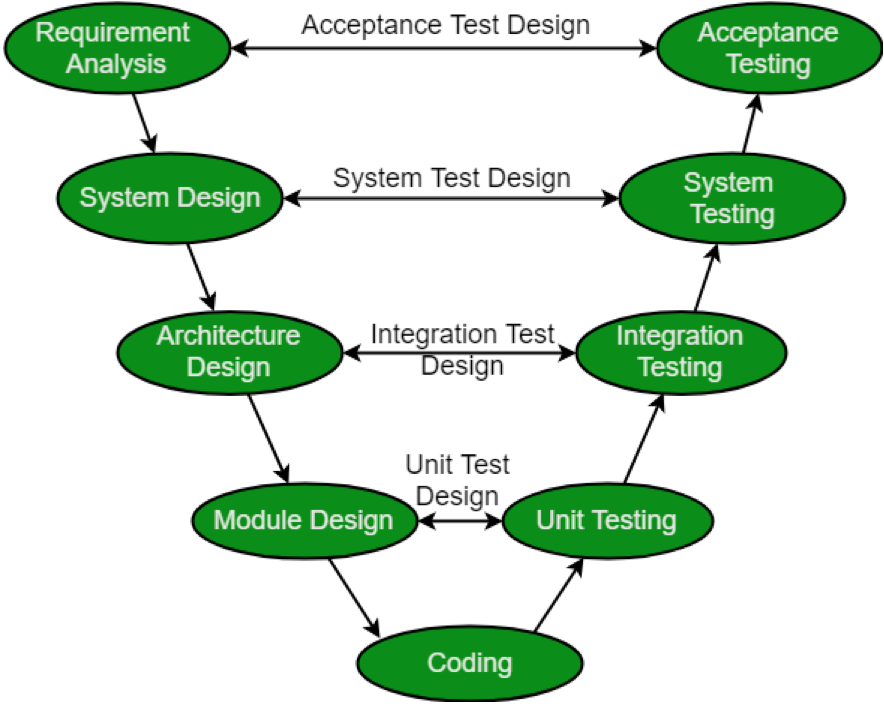 Requirement
Analysis
Acceptance Test Design
Acceptance
Testing
System Design
System Test Design
System
Testing
Architecture
Design
Integration Test
Design
Integration
Testing
Module Design
Unit Test
Design
Unit Testing
Coding